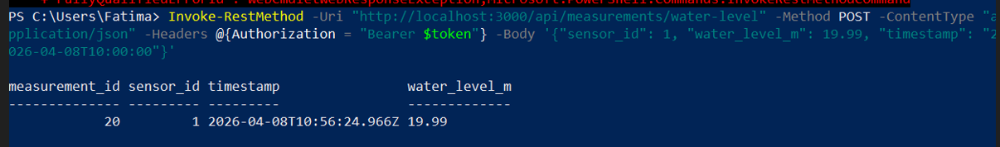 + FullyQualifiedErrorId : WebCmdletWebResponseException,Microsoft.PowerShell.Commands.InvokeRestMethodCommand
PS C:\Users\Fatima> Invoke-RestMethod -Uri "http://localhost:3000/api/measurements/water-level" -Method POST -ContentType "a
pplication/json" -Headers @{Authorization = "Bearer $token"} -Body '{"sensor_id": 1, "water_level_m": 19.99, "timestamp": "2
026-04-08T10:00:00"}'
measurement_id sensor_id timestamp water_level_m
-------------- --------- --------- -------------
20 1 2026-04-08T10:56:24.966Z 19.99